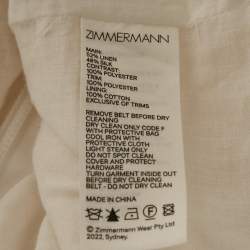 ZIMMERMANN
MAIN:
52% LINEN
48% SILK
CONTRAST:
100% POLYESTER
TRIM:
100% POLYESTER
LINING:
100% COTTON
EXCLUSIVE OF TRIMS
REMOVE BELT BEFORE DRY
CLEAN DRY CLEAN ONLY CODE F
WITH PROTECTIVE BAG
COOL IRON WITH
PROTECTIVE CLOTH
LIGHT STEAM ONLY
DO NOT SPOT CLEAN
COVER AND PROTECT
HARDWARE
TURN GARMENT INSIDE OUT
BEFORE DRY CLEANING
BELT - DO NOT DRY CLEAN
MADE IN CHINA
© Zimmermann Wear Pty Ltd
2022, Sydney.